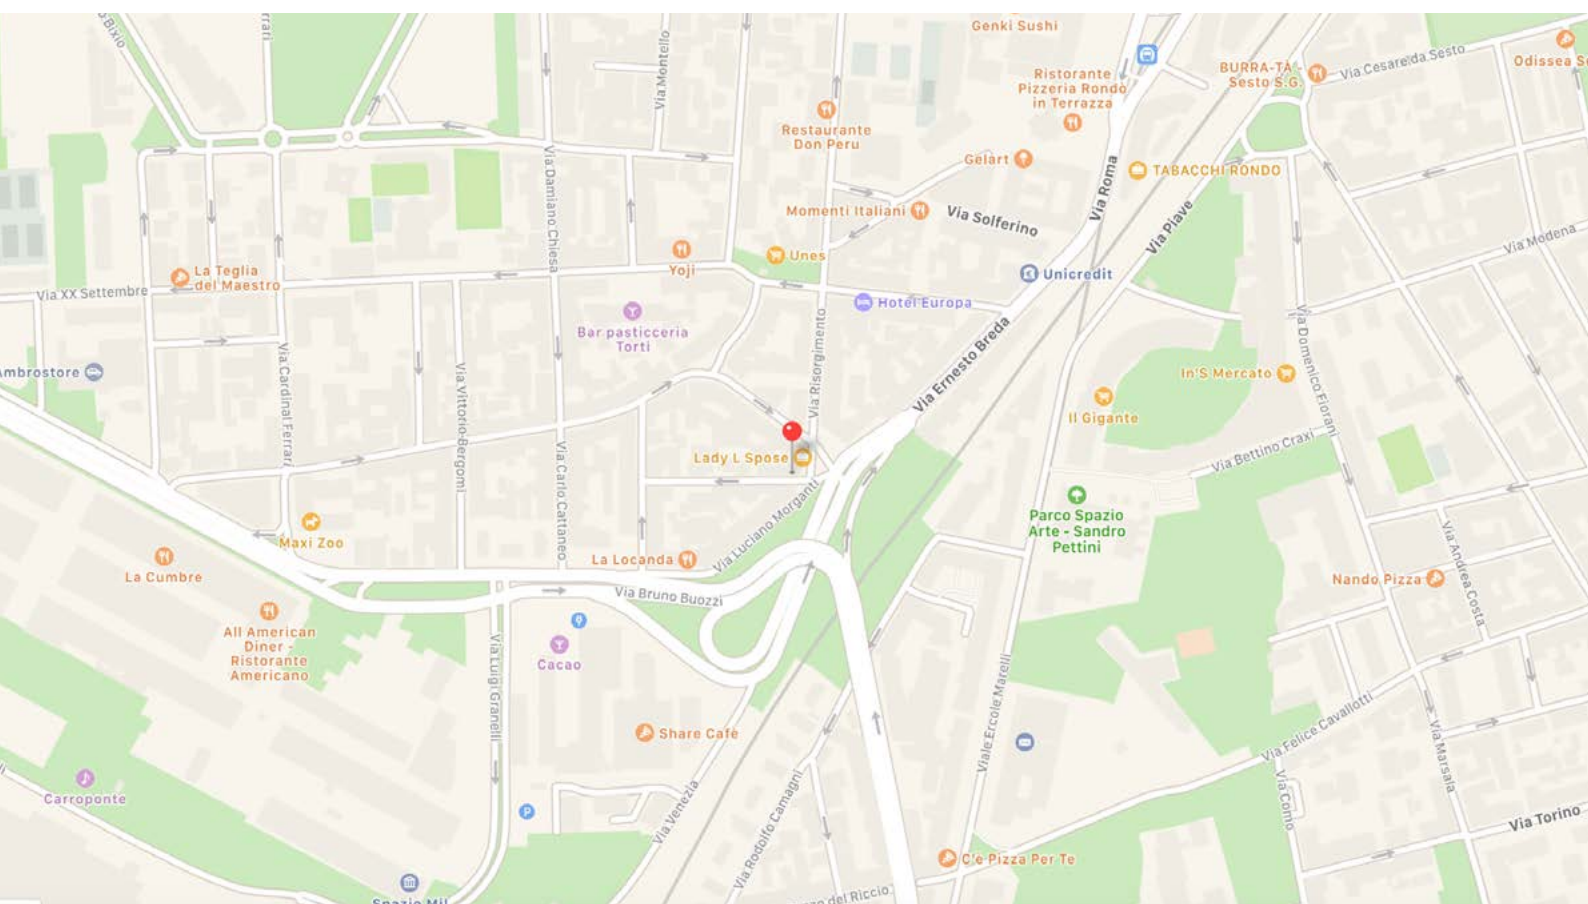 Genki Sushi
Ristorante
Pizzeria Rondò
in Terrazza
BURRA-TA -
Sesto S.G.
Via Cesare da Sesto
Via Montello
Restaurante
Don Peru
Gelart
TABACCHI RONDO
Via Roma
Via Damiano Chiesa
Momenti Italiani
Via Solferino
Via Piave
Via Modena
Yoji
Unes
La Teglia
del Maestro
Via XX Settembre
Unicredit
Hotel Europa
Bar pasticceria
Torti
Via Risorgimento
Via Ernesto Breda
Via Domenico Fiorani
In'S Mercato
Il Gigante
Via Cardinal Ferrari
Via Vittorio Bergomi
Via Carlo Cattaneo
Lady L Spose
Via Bettino Craxi
Parco Spazio
Arte - Sandro
Pettini
Via Luciano Morganti
Maxi Zoo
La Cumbre
La Locanda
Via Bruno Buozzi
Nando Pizza
Via Andrea Costa
All American
Diner -
Ristorante
Americano
Cacao
Via Luigi Granelli
Viale Ercole Marelli
Share Cafè
Via Felice Cavallotti
Via Marsala
Carroponte
P
Via Venezia
Via Rodolfo Camagni
Via Como
Via Torino
C'è Pizza Per Te
del Riccio
Spazio Mil